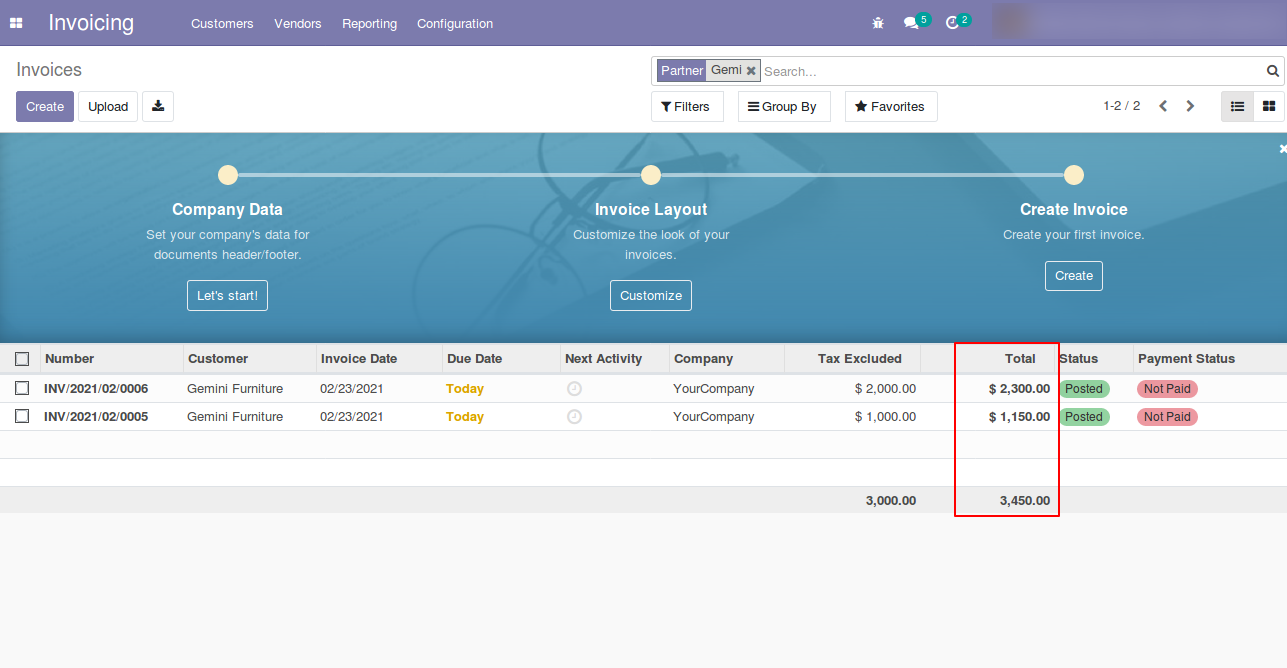 Invoicing Customers Vendors Reporting Configuration 5 2
Invoices
Partner Gemi Search...
Create Upload
Filters Group By Favorites 1-2 / 2
Company Data Invoice Layout Create Invoice
Set your company's data for Customize the look of your Create your first invoice.
documents header/footer. invoices.
Let's start! Customize Create
Number Customer Invoice Date Due Date Next Activity Company Tax Excluded Total Status Payment Status
INV/2021/02/0006 Gemini Furniture 02/23/2021 Today YourCompany $ 2,000.00 $ 2,300.00 Posted Not Paid
INV/2021/02/0005 Gemini Furniture 02/23/2021 Today YourCompany $ 1,000.00 $ 1,150.00 Posted Not Paid
3,000.00 3,450.00